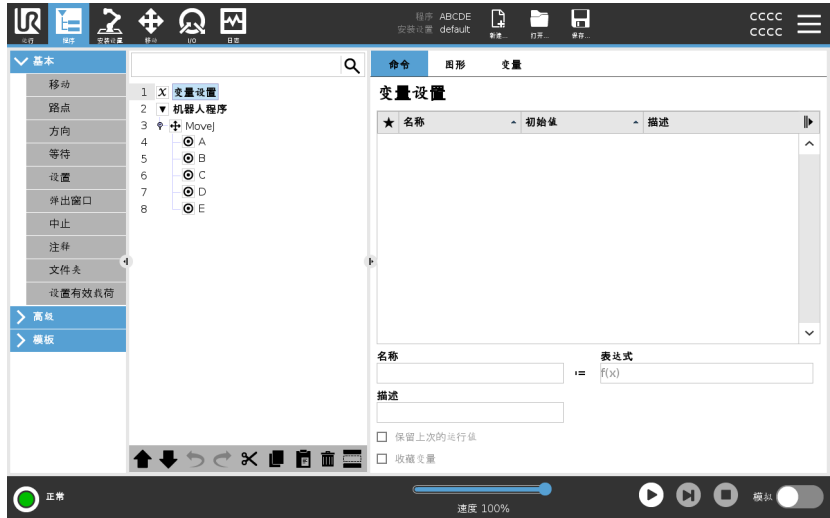 UR
程序 ABCDE
安装设置 default
CCCC
CCCC
运行 程序 安装设置 移动 I/O 日志 新建... 打开... 保存...
基本
移动
路点
方向
等待
设置
弹出窗口
中止
注释
文件夹
设置有效载荷
高级
模板
1 X 变量设置
2 机器人程序
3 MoveJ
4 A
5 B
6 C
7 D
8 E
命令 图形 变量
变量设置
名称 初始值 描述
名称 表达式
:= f(x)
描述
保留上次的运行值
收藏变量
正常
速度 100%
模拟